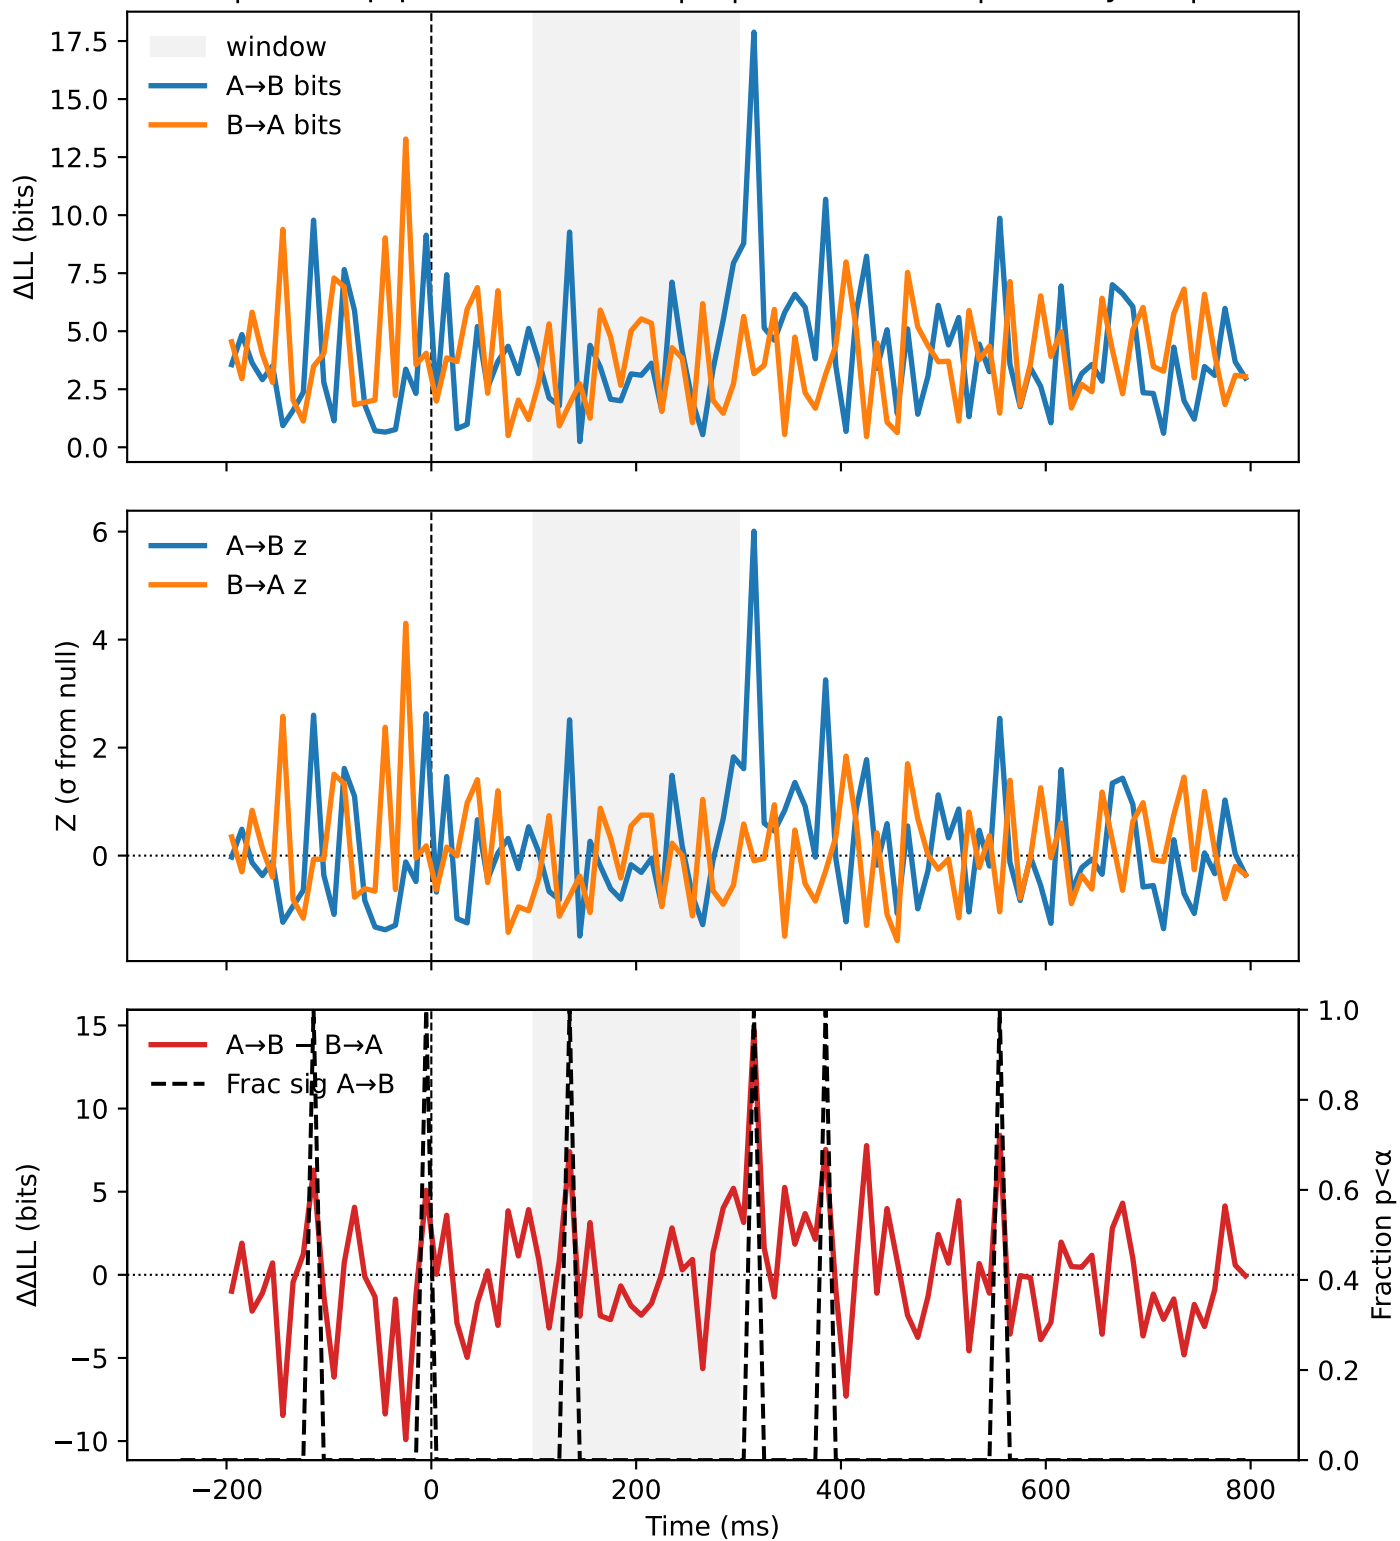 17.5
15.0
12.5
10.0
7.5
5.0
2.5
0.0
ΔLL (bits)
window
A→B bits
B→A bits
6
4
2
0
Z (σ from null)
A→B z
B→A z
15
10
5
0
−5
−10
ΔΔLL (bits)
A→B − B→A
Frac sig A→B
1.0
0.8
0.6
0.4
0.2
0.0
Fraction p<α
−200 0 200 400 600 800
Time (ms)